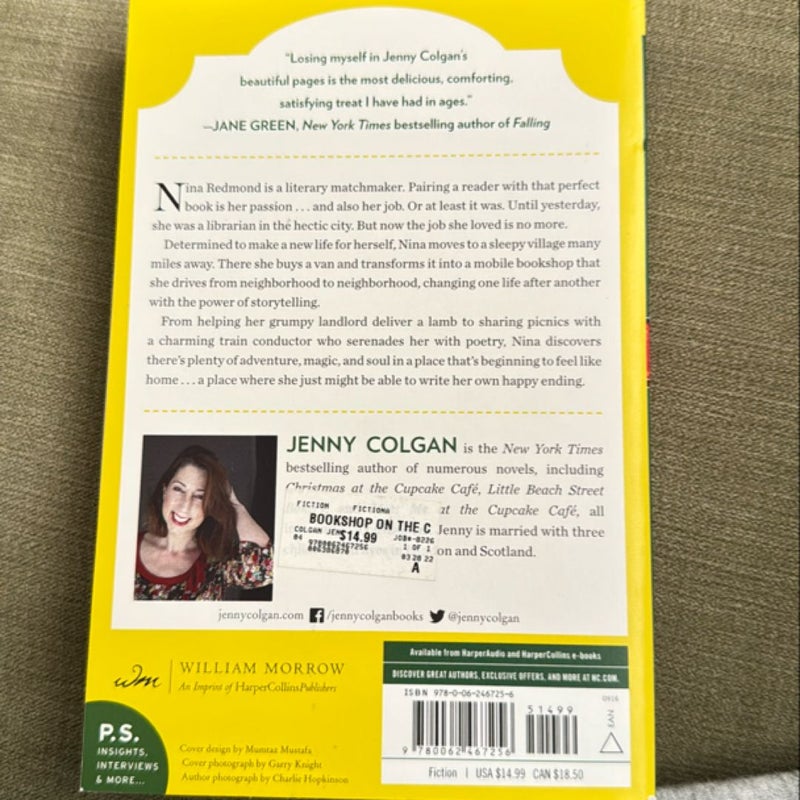 “Losing myself in Jenny Colgan’s
beautiful pages is the most delicious, comforting,
satisfying treat I have had in ages.”
—JANE GREEN, New York Times bestselling author of Falling
Nina Redmond is a literary matchmaker. Pairing a reader with that perfect
book is her passion . . . and also her job. Or at least it was. Until yesterday,
she was a librarian in the hectic city. But now the job she loved is no more.
Determined to make a new life for herself, Nina moves to a sleepy village many
miles away. There she buys a van and transforms it into a mobile bookshop that
she drives from neighborhood to neighborhood, changing one life after another
with the power of storytelling.
From helping her grumpy landlord deliver a lamb to sharing picnics with
a charming train conductor who serenades her with poetry, Nina discovers
there’s plenty of adventure, magic, and soul in a place that’s beginning to feel like
home . . . a place where she just might be able to write her own happy ending.
JENNY COLGAN is the New York Times
bestselling author of numerous novels, including
Christmas at the Cupcake Café, Little Beach Street
at the Cupcake Café, all
Jenny is married with three
on and Scotland.
FICTION FICTIONA
BOOKSHOP ON THE C
COLGAN JEN $14.99 JOB#-0226
04 9780062467256 1 OF 1
03 28 22
A
jennycolgan.com /jennycolganbooks @jennycolgan
wm WILLIAM MORROW
An Imprint of HarperCollinsPublishers
P.S.
INSIGHTS,
INTERVIEWS
& MORE...
Cover design by Mumtaz Mustafa
Cover photograph by Garry Knight
Author photograph by Charlie Hopkinson
Available from HarperAudio and HarperCollins e-books
DISCOVER GREAT AUTHORS, EXCLUSIVE OFFERS, AND MORE AT HC.COM.
ISBN 978-0-06-246725-6
0916
51499
EAN
9 780062 467256
Fiction | USA $14.99 CAN $18.50